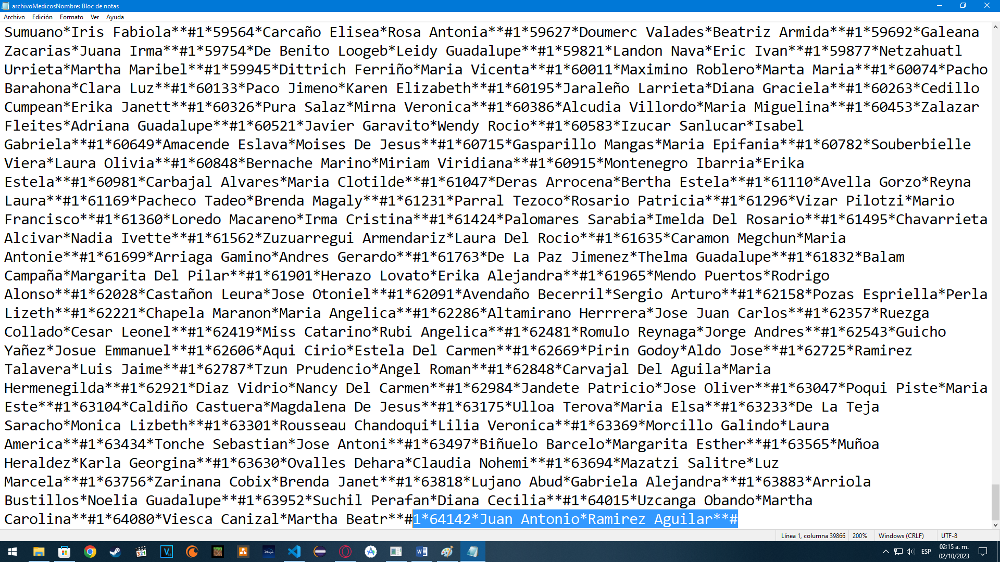 archivoMedicosNombre: Bloc de notas
Archivo Edición Formato Ver Ayuda
Sumuano*Iris Fabiola**#1*59564*Carcaño Elisea*Rosa Antonia**#1*59627*Doumerc Valades*Beatriz Armida**#1*59692*Galeana
Zacarias*Juana Irma**#1*59754*De Benito Loogeb*Leidy Guadalupe**#1*59821*Landon Nava*Eric Ivan**#1*59877*Netzahuatl
Urrieta*Martha Maribel**#1*59945*Dittrich Ferriño*Maria Vicenta**#1*60011*Maximino Roblero*Marta Maria**#1*60074*Pacho
Barahona*Clara Luz**#1*60133*Paco Jimeno*Karen Elizabeth**#1*60195*Jaraleño Larrieta*Diana Graciela**#1*60263*Cedillo
Cumpean*Erika Janett**#1*60326*Pura Salaz*Mirna Veronica**#1*60386*Alcudia Villordo*Maria Miguelina**#1*60453*Zalazar
Fleites*Adriana Guadalupe**#1*60521*Javier Garavito*Wendy Rocio**#1*60583*Izucar Sanlucar*Isabel
Gabriela**#1*60649*Amacende Eslava*Moises De Jesus**#1*60715*Gasparillo Mangas*Maria Epifania**#1*60782*Souberbielle
Viera*Laura Olivia**#1*60848*Bernache Marino*Miriam Viridiana**#1*60915*Montenegro Ibarria*Erika
Estela**#1*60981*Carbajal Alvares*Maria Clotilde**#1*61047*Deras Arrocena*Bertha Estela**#1*61110*Avella Gorzo*Reyna
Laura**#1*61169*Pacheco Tadeo*Brenda Magaly**#1*61231*Parral Tezoco*Rosario Patricia**#1*61296*Vizar Pilotzi*Mario
Francisco**#1*61360*Loredo Macareno*Irma Cristina**#1*61424*Palomares Sarabia*Imelda Del Rosario**#1*61495*Chavarrieta
Alcivar*Nadia Ivette**#1*61562*Zuzuarregui Armendariz*Laura Del Rocio**#1*61635*Caramon Megchun*Maria
Antonie**#1*61699*Arriaga Gamino*Andres Gerardo**#1*61763*De La Paz Jimenez*Thelma Guadalupe**#1*61832*Balam
Campaña*Margarita Del Pilar**#1*61901*Herazo Lovato*Erika Alejandra**#1*61965*Mendo Puertos*Rodrigo
Alonso**#1*62028*Castañon Leura*Jose Otoniel**#1*62091*Avendaño Becerril*Sergio Arturo**#1*62158*Pozas Espriella*Perla
Lizeth**#1*62221*Chapela Maranon*Maria Angelica**#1*62286*Altamirano Herrrera*Jose Juan Carlos**#1*62357*Ruezga
Collado*Cesar Leonel**#1*62419*Miss Catarino*Rubi Angelica**#1*62481*Romulo Reynaga*Jorge Andres**#1*62543*Guicho
Yañez*Josue Emmanuel**#1*62606*Aqui Cirio*Estela Del Carmen**#1*62669*Pirin Godoy*Aldo Jose**#1*62725*Ramirez
Talavera*Luis Jaime**#1*62787*Tzun Prudencio*Angel Roman**#1*62848*Carvajal Del Aguila*Maria
Hermenegilda**#1*62921*Diaz Vidrio*Nancy Del Carmen**#1*62984*Jandete Patricio*Jose Oliver**#1*63047*Poqui Piste*Maria
Este**#1*63104*Caldiño Castuera*Magdalena De Jesus**#1*63175*Ulloa Terova*Maria Elsa**#1*63233*De La Teja
Saracho*Monica Lizbeth**#1*63301*Rousseau Chandoqui*Lilia Veronica**#1*63369*Morcillo Galindo*Laura
America**#1*63434*Tonche Sebastian*Jose Antoni**#1*63497*Biñuelo Barcelo*Margarita Esther**#1*63565*Muñoa
Heraldez*Karla Georgina**#1*63630*Ovalles Dehara*Claudia Nohemi**#1*63694*Mazatzi Salitre*Luz
Marcela**#1*63756*Zarinana Cobix*Brenda Janet**#1*63818*Lujano Abud*Gabriela Alejandra**#1*63883*Arriola
Bustillos*Noelia Guadalupe**#1*63952*Suchil Perafan*Diana Cecilia**#1*64015*Uzcanga Obando*Martha
Carolina**#1*64080*Viesca Canizal*Martha Beatr**#1*64142*Juan Antonio*Ramirez Aguilar**#
Línea 1, columna 39866 200% Windows (CRLF) UTF-8
ESP 02:15 a. m.
02/10/2023